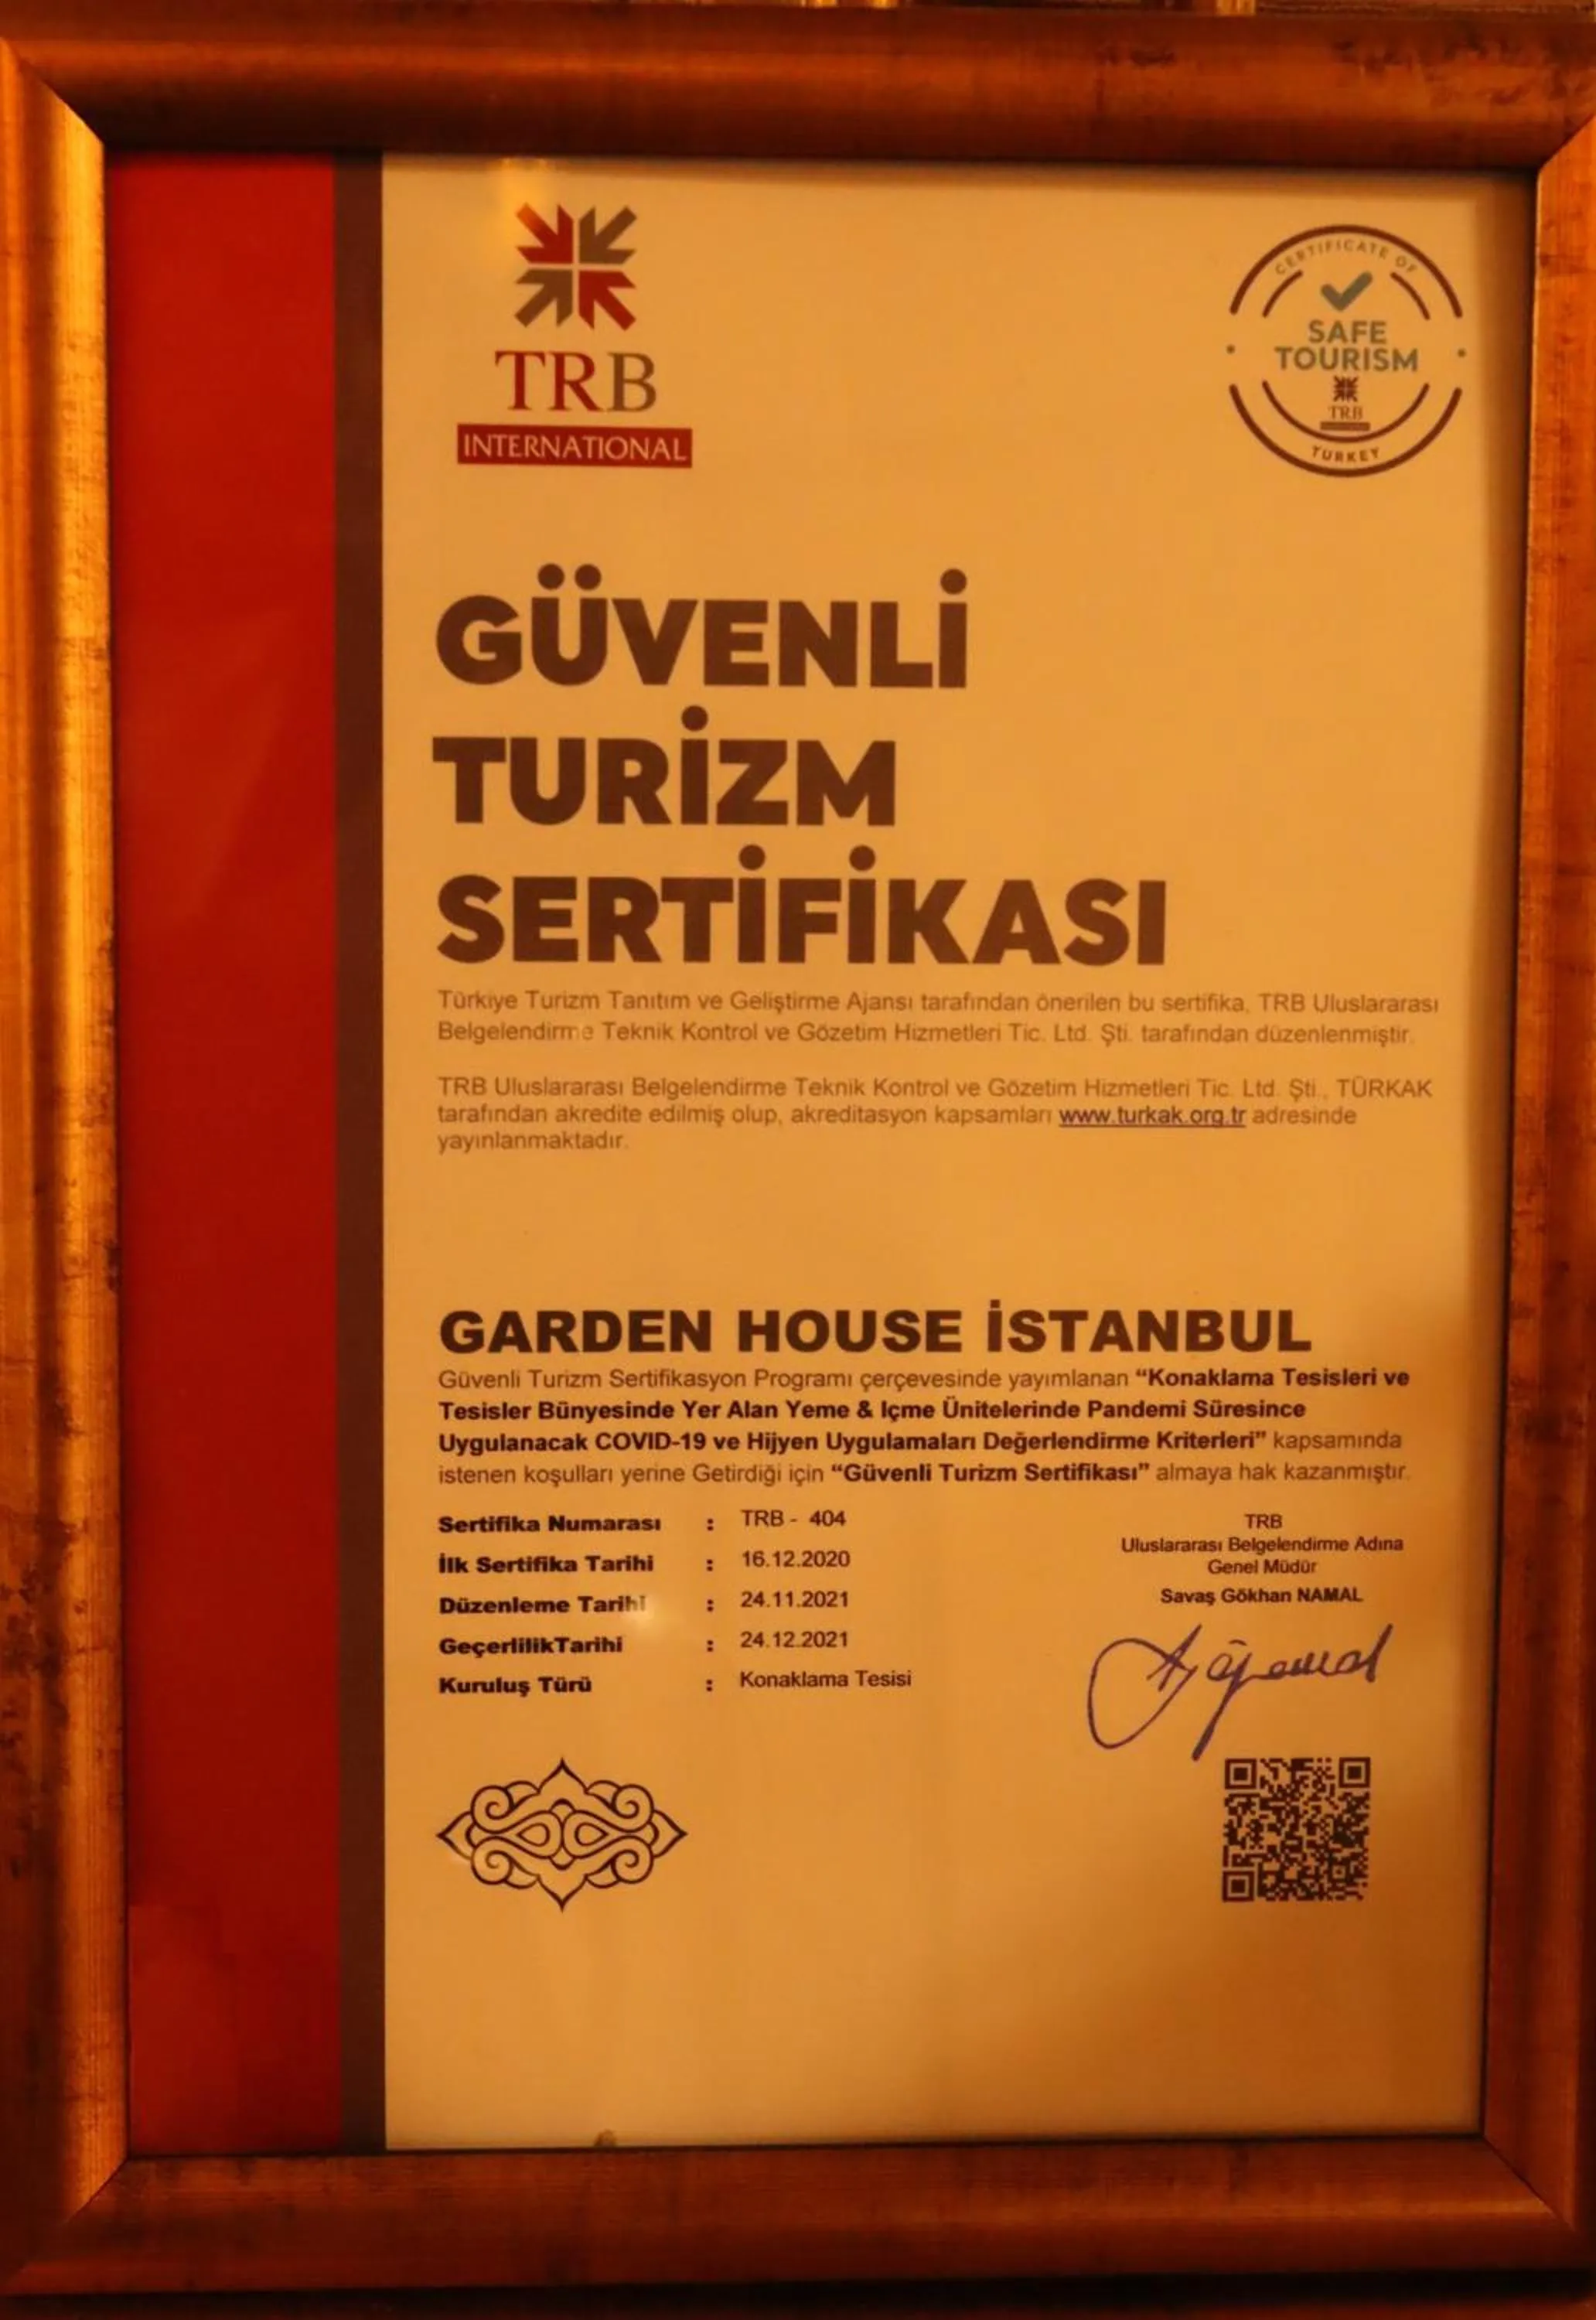 TRB
INTERNATIONAL
CERTIFICATE OF
SAFE
TOURISM
TRB
TURKEY
GÜVENLİ
TURİZM
SERTİFİKASI
Türkiye Turizm Tanıtım ve Geliştirme Ajansı tarafından önerilen bu sertifika, TRB Uluslararası
Belgelendirme Teknik Kontrol ve Gözetim Hizmetleri Tic. Ltd. Şti. tarafından düzenlenmiştir.
TRB Uluslararası Belgelendirme Teknik Kontrol ve Gözetim Hizmetleri Tic. Ltd. Şti., TÜRKAK
tarafından akredite edilmiş olup, akreditasyon kapsamları www.turkak.org.tr adresinde
yayınlanmaktadır.
GARDEN HOUSE İSTANBUL
Güvenli Turizm Sertifikasyon Programı çerçevesinde yayımlanan “Konaklama Tesisleri ve
Tesisler Bünyesinde Yer Alan Yeme & Içme Ünitelerinde Pandemi Süresince
Uygulanacak COVID-19 ve Hijyen Uygulamaları Değerlendirme Kriterleri” kapsamında
istenen koşulları yerine Getirdiği için “Güvenli Turizm Sertifikası” almaya hak kazanmıştır.
Sertifika Numarası : TRB - 404
İlk Sertifika Tarihi : 16.12.2020
Düzenleme Tarihi : 24.11.2021
GeçerlilikTarihi : 24.12.2021
Kuruluş Türü : Konaklama Tesisi
TRB
Uluslararası Belgelendirme Adına
Genel Müdür
Savaş Gökhan NAMAL